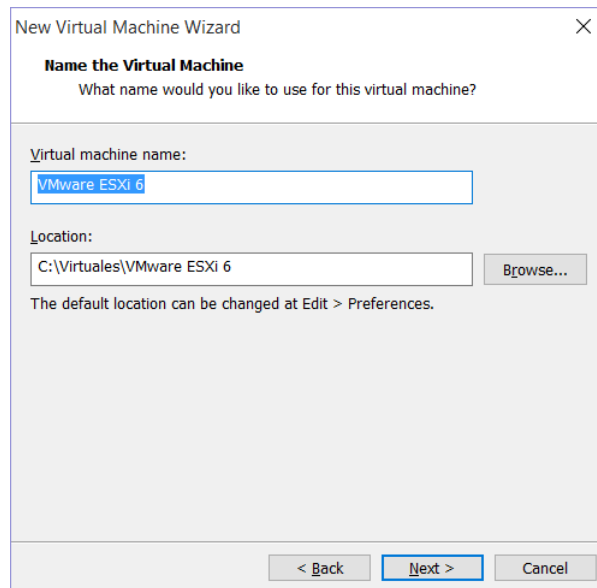 New Virtual Machine Wizard
Name the Virtual Machine
What name would you like to use for this virtual machine?
Virtual machine name:
VMware ESXi 6
Location:
C:\Virtuales\VMware ESXi 6
Browse...
The default location can be changed at Edit > Preferences.
< Back
Next >
Cancel